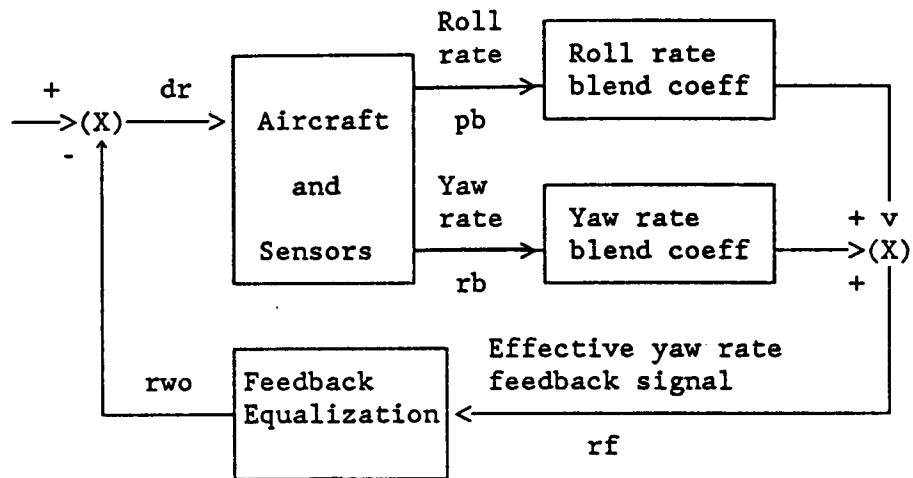 Roll
rate
Roll rate
blend coeff
+
dr
(X)
-
pb
Aircraft
and
Sensors
Yaw
rate
Yaw rate
blend coeff
rb
+ v
(X)
+
Effective yaw rate
feedback signal
rwo
Feedback
Equalization
rf